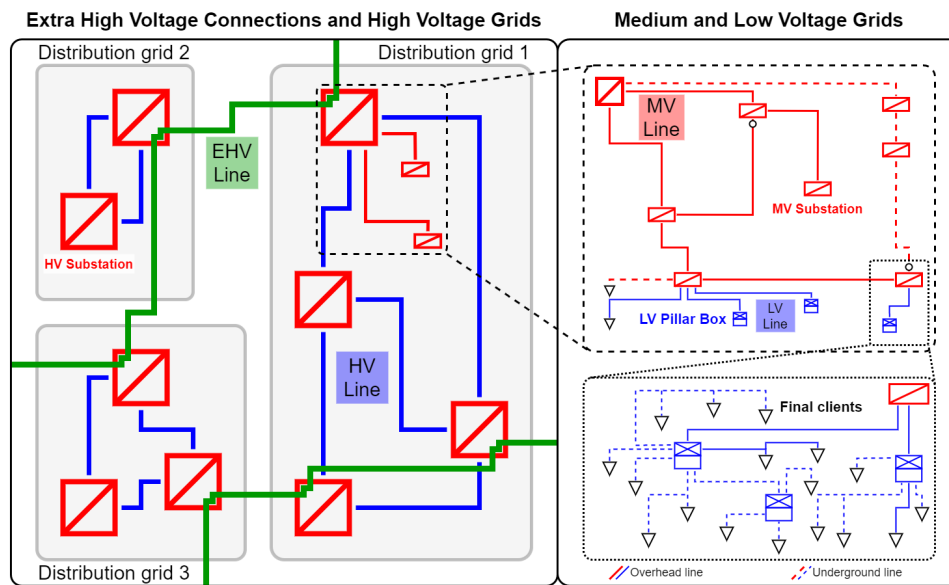 Extra High Voltage Connections and High Voltage Grids
Medium and Low Voltage Grids
Distribution grid 2
Distribution grid 1
EHV
Line
HV Substation
HV
Line
Distribution grid 3
MV
Line
MV Substation
LV Pillar Box
LV
Line
Final clients
Overhead line
Underground line